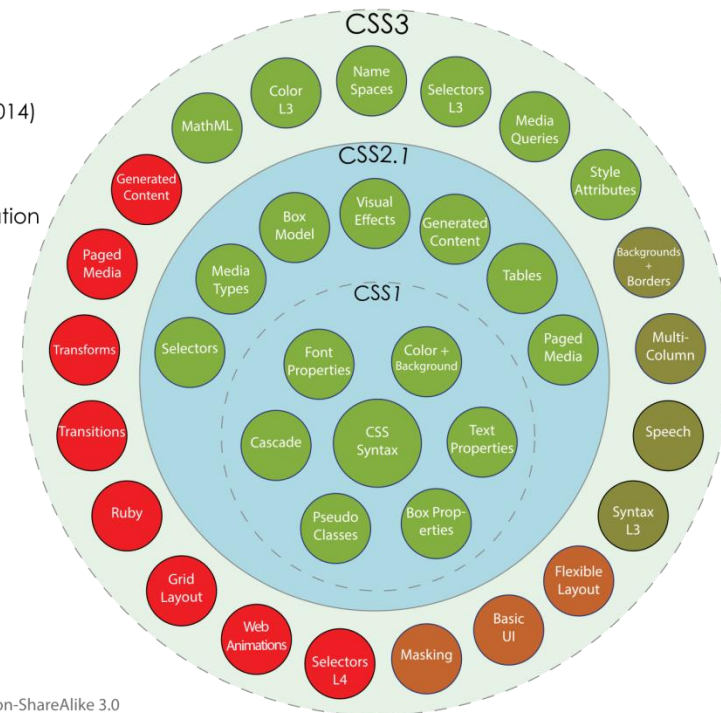 CSS3
014)
ation
MathML
Color
L3
Name
Spaces
Selectors
L3
Media
Queries
Style
Attributes
Backgrounds
+
Borders
Multi-
Column
Speech
Syntax
L3
Flexible
Layout
Basic
UI
Masking
Selectors
L4
Web
Animations
Grid
Layout
Ruby
Transitions
Transforms
Paged
Media
Generated
Content
CSS2.1
Selectors
Media
Types
Box
Model
Visual
Effects
Generated
Content
Tables
Paged
Media
CSS1
Font
Properties
Color +
Background
Cascade
CSS
Syntax
Text
Properties
Pseudo
Classes
Box Prop-
erties
on-ShareAlike 3.0